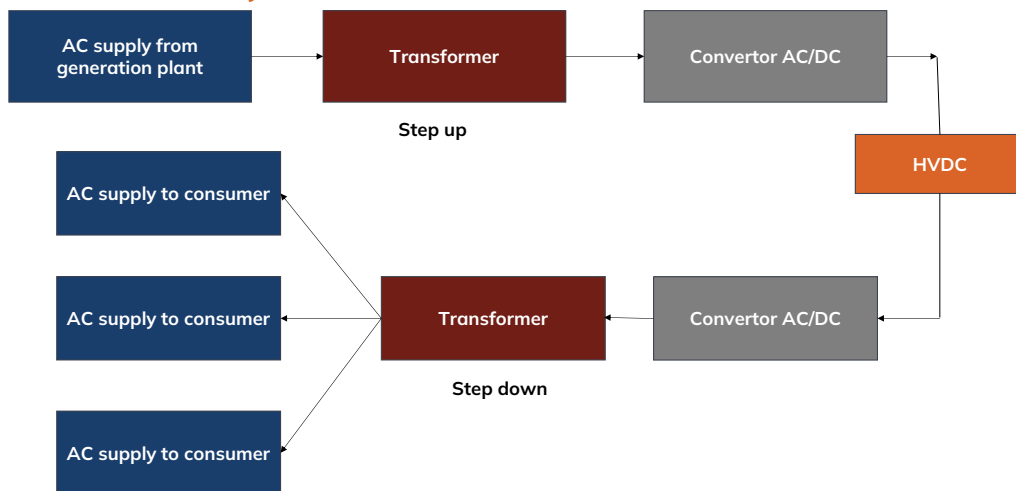 AC supply from
generation plant
Transformer
Convertor AC/DC
Step up
HVDC
AC supply to consumer
AC supply to consumer
Transformer
Convertor AC/DC
Step down
AC supply to consumer